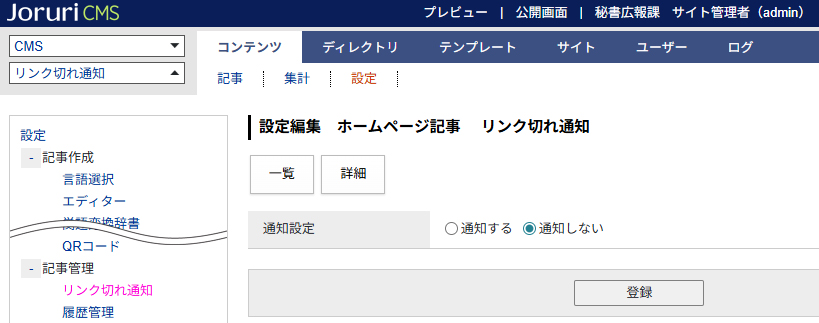 Joruri CMS
プレビュー | 公開画面 | 秘書広報課 サイト管理者（admin）
CMS
リンク切れ通知
コンテンツ ディレクトリ テンプレート サイト ユーザー ログ
記事 集計 設定
設定
- 記事作成
言語選択
エディター
QRコード
- 記事管理
リンク切れ通知
履歴管理
設定編集 ホームページ記事 リンク切れ通知
一覧 詳細
通知設定 通知する 通知しない
登録